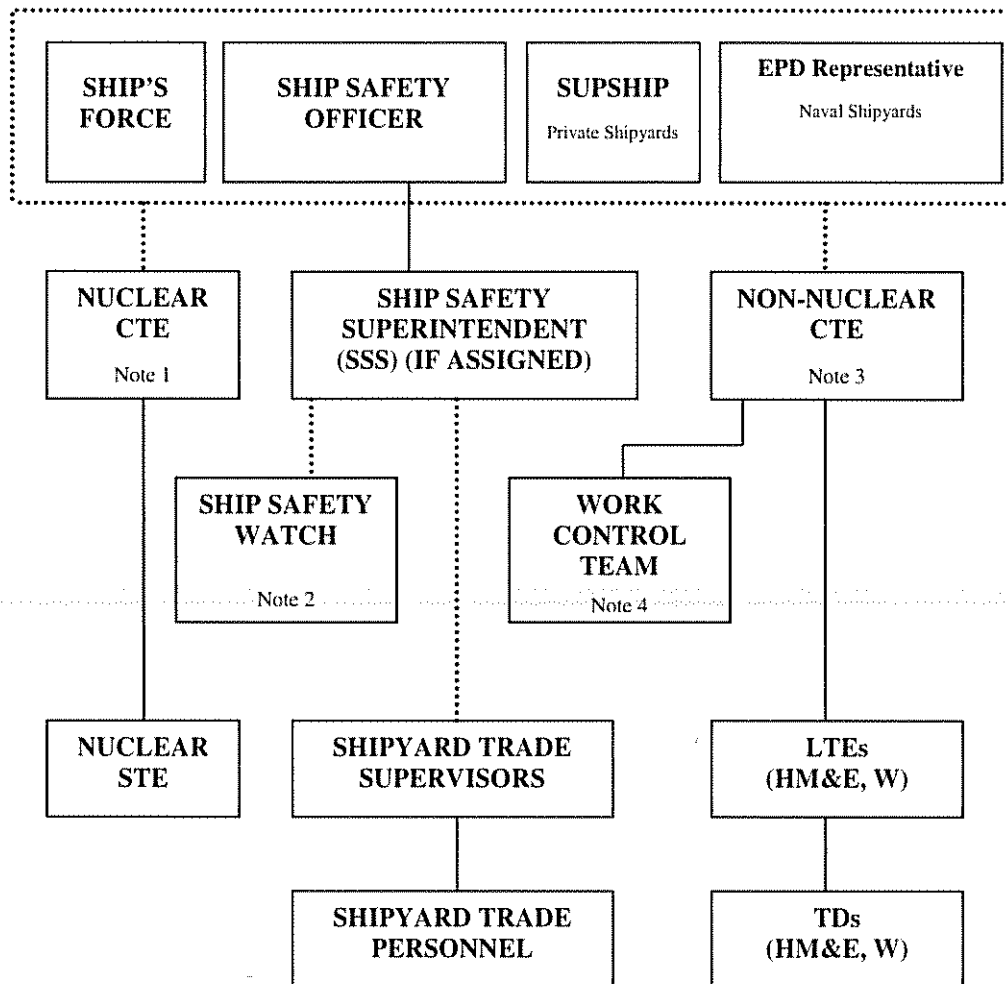 SHIP'S
FORCE
SHIP SAFETY
OFFICER
SUPSHIP
Private Shipyards
EPD Representative
Naval Shipyards
NUCLEAR
CTE
Note 1
SHIP SAFETY
SUPERINTENDENT
(SSS) (IF ASSIGNED)
NON-NUCLEAR
CTE
Note 3
SHIP SAFETY
WATCH
Note 2
WORK
CONTROL
TEAM
Note 4
NUCLEAR
STE
SHIPYARD TRADE
SUPERVISORS
LTEs
(HM&E, W)
SHIPYARD TRADE
PERSONNEL
TDs
(HM&E, W)